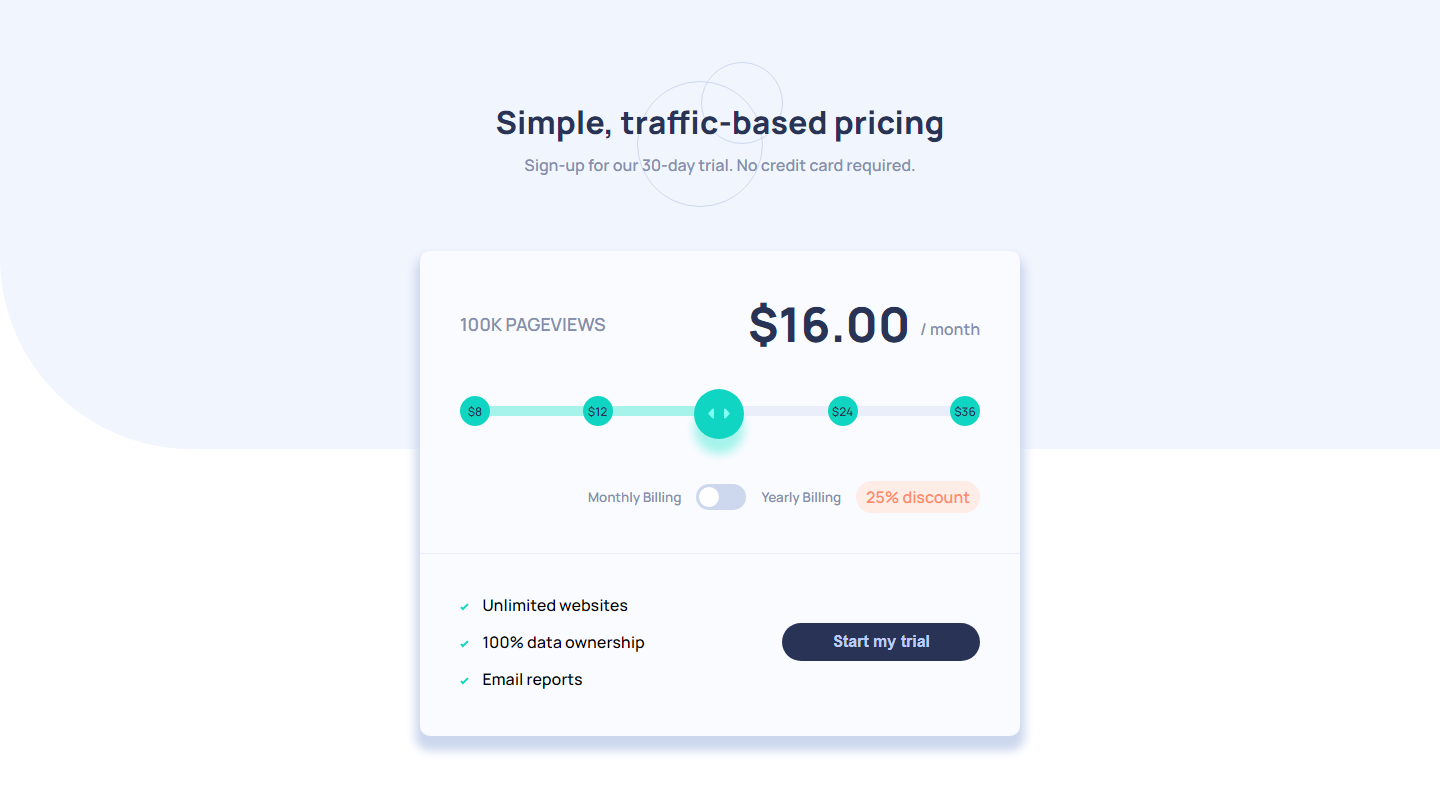 Simple, traffic-based pricing
Sign-up for our 30-day trial. No credit card required.
100K PAGEVIEWS
$16.00 / month
$8 $12 $24 $36
Monthly Billing Yearly Billing 25% discount
Unlimited websites
100% data ownership
Email reports
Start my trial